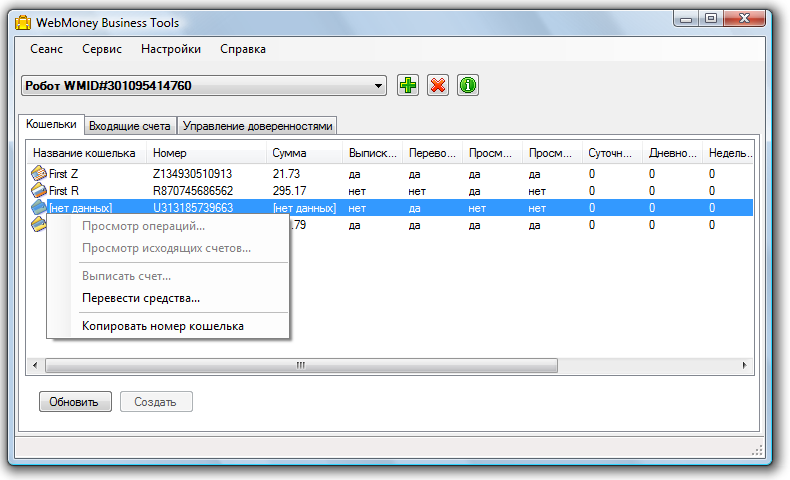 WebMoney Business Tools
Сеанс Сервис Настройки Справка
Робот WMID#301095414760
Кошельки Входящие счета Управление доверенностями
Название кошелька Номер Сумма Выписк... Перево... Просм... Просм... Суточн... Дневно... Недель...
First Z Z134930510913 21.73 да да да да 0 0 0
First R R870745686562 295.17 нет нет да нет 0 0 0
[нет данных] U313185739663 [нет данных] нет да нет нет 0 0 0
.79 да да да да 0 0 0
Просмотр операций...
Просмотр исходящих счетов...
Выписать счет...
Перевести средства...
Копировать номер кошелька
Обновить Создать